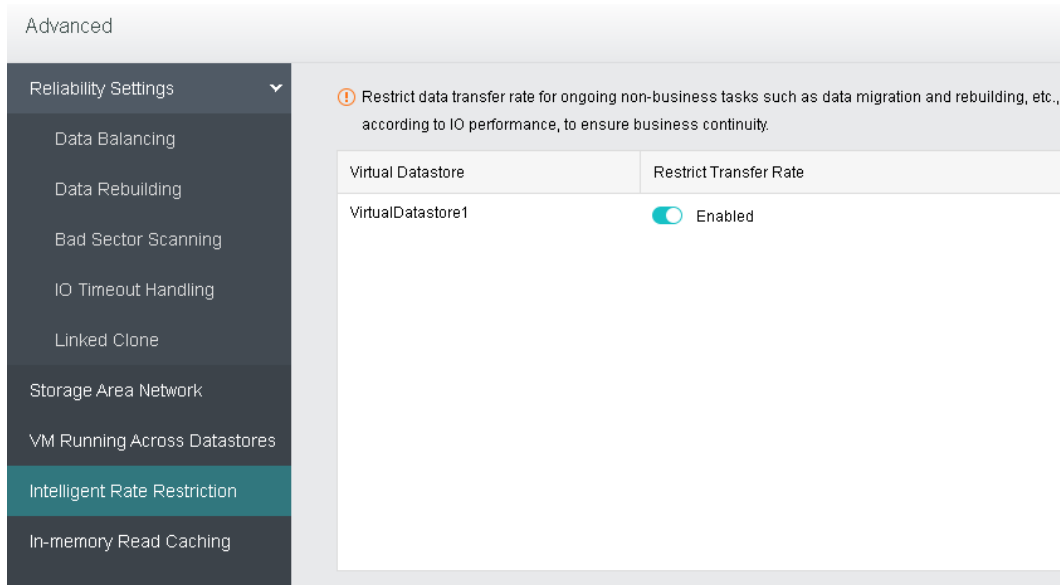 Advanced
Reliability Settings
Data Balancing
Data Rebuilding
Bad Sector Scanning
IO Timeout Handling
Linked Clone
Storage Area Network
VM Running Across Datastores
Intelligent Rate Restriction
In-memory Read Caching
Restrict data transfer rate for ongoing non-business tasks such as data migration and rebuilding, etc.,
according to IO performance, to ensure business continuity.
Virtual Datastore Restrict Transfer Rate
VirtualDatastore1 Enabled